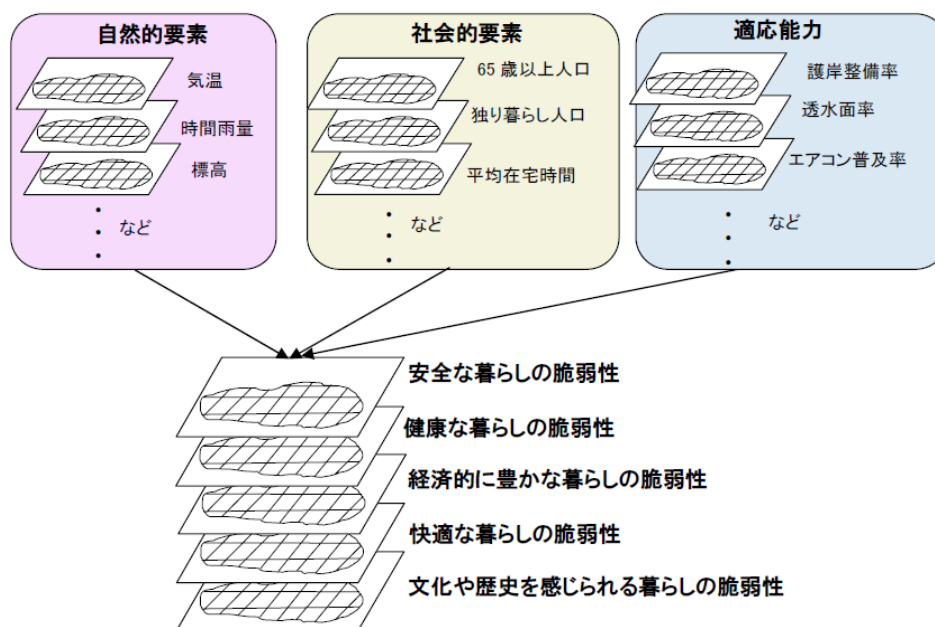 自然的要素
気温
時間雨量
標高
など
社会的要素
65歳以上人口
独り暮らし人口
平均在宅時間
など
適応能力
護岸整備率
透水面率
エアコン普及率
など
安全な暮らしの脆弱性
健康な暮らしの脆弱性
経済的に豊かな暮らしの脆弱性
快適な暮らしの脆弱性
文化や歴史を感じられる暮らしの脆弱性